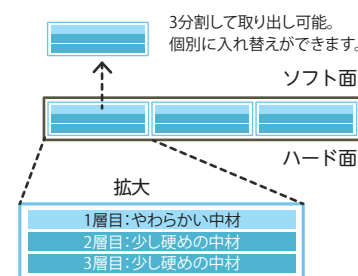 3分割して取り出し可能。
個別に入れ替えができます。
ソフト面
ハード面
拡大
1層目：やわらかい中材
2層目：少し硬めの中材
3層目：少し硬めの中材